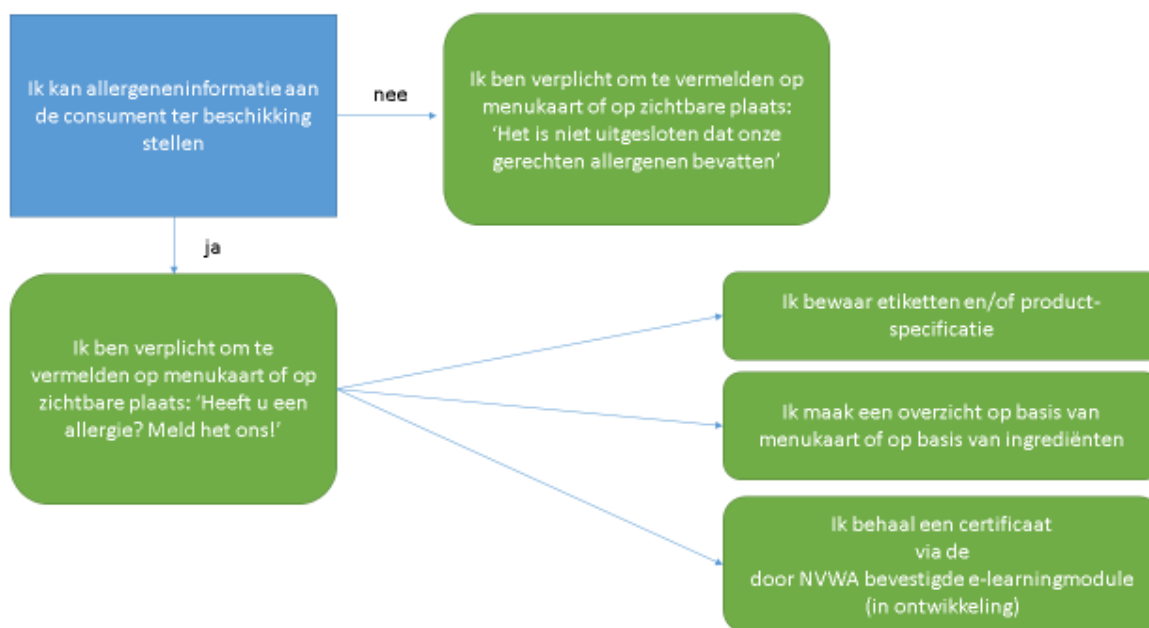 Ik kan allergeneninformatie aan
de consument ter beschikking
stellen
nee
Ik ben verplicht om te vermelden op
menukaart of op zichtbare plaats:
‘Het is niet uitgesloten dat onze
gerechten allergenen bevatten’
ja
Ik ben verplicht om te
vermelden op menukaart of op
zichtbare plaats: ‘Heeft u een
allergie? Meld het ons!’
Ik bewaar etiketten en/of product-
specificatie
Ik maak een overzicht op basis van
menukaart of op basis van ingrediënten
Ik behaal een certificaat
via de
door NVWA bevestigde e-learningmodule
(in ontwikkeling)